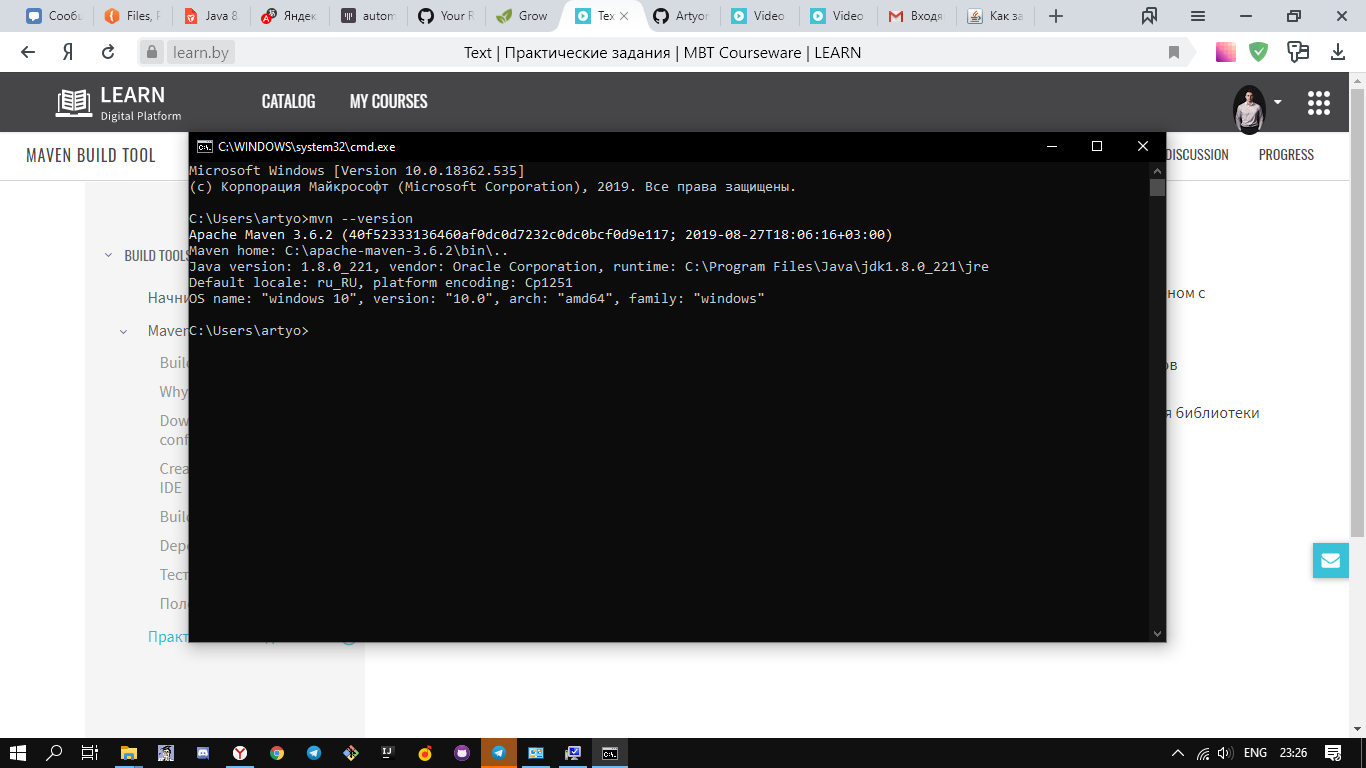 Сообщ
Files, F
Java 8
Яндек
autom
Your R
Grow
Tex
Artyo
Video
Video
Входя
Как за
Я
learn.by
Text | Практические задания | MBT Courseware | LEARN
LEARN
Digital Platform
CATALOG
MY COURSES
MAVEN BUILD TOOL
DISCUSSION
PROGRESS
C:\WINDOWS\system32\cmd.exe
Microsoft Windows [Version 10.0.18362.535]
(c) Корпорация Майкрософт (Microsoft Corporation), 2019. Все права защищены.
C:\Users\artyo>mvn --version
Apache Maven 3.6.2 (40f52333136460af0dc0d7232c0dc0bcf0d9e117; 2019-08-27T18:06:16+03:00)
Maven home: C:\apache-maven-3.6.2\bin\..
Java version: 1.8.0_221, vendor: Oracle Corporation, runtime: C:\Program Files\Java\jdk1.8.0_221\jre
Default locale: ru_RU, platform encoding: Cp1251
OS name: "windows 10", version: "10.0", arch: "amd64", family: "windows"
C:\Users\artyo>
BUILD TOOLS
Начни
Maven
Build
Why
Dow
conf
Crea
IDE
Build
Depe
Тест
Поле
Практ
ном с
ов
я библиотеки
ENG
23:26